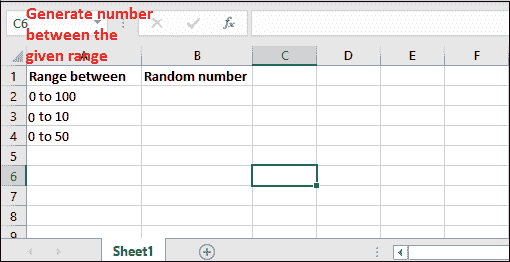 Generate number
between the
given range
C6
fx
A B C D E F
1 Range between Random number
2 0 to 100
3 0 to 10
4 0 to 50
5
6
7
8
9
Sheet1